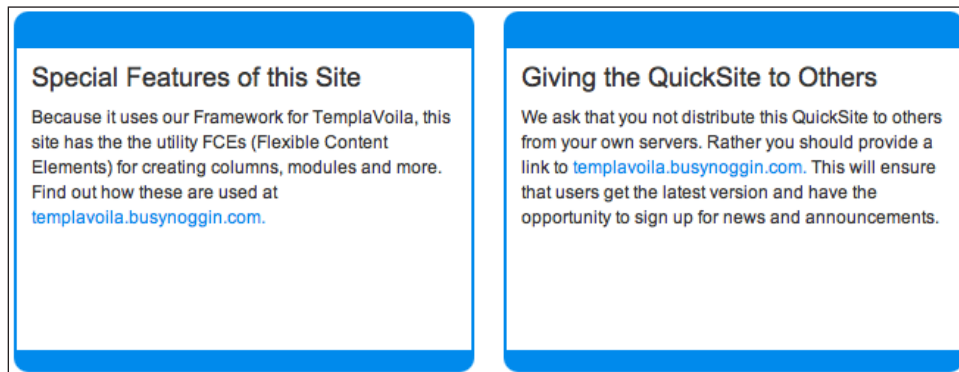 Special Features of this Site
Because it uses our Framework for TemplaVoila, this
site has the the utility FCEs (Flexible Content
Elements) for creating columns, modules and more.
Find out how these are used at
templavoila.busynoggin.com.
Giving the QuickSite to Others
We ask that you not distribute this QuickSite to others
from your own servers. Rather you should provide a
link to templavoila.busynoggin.com. This will ensure
that users get the latest version and have the
opportunity to sign up for news and announcements.